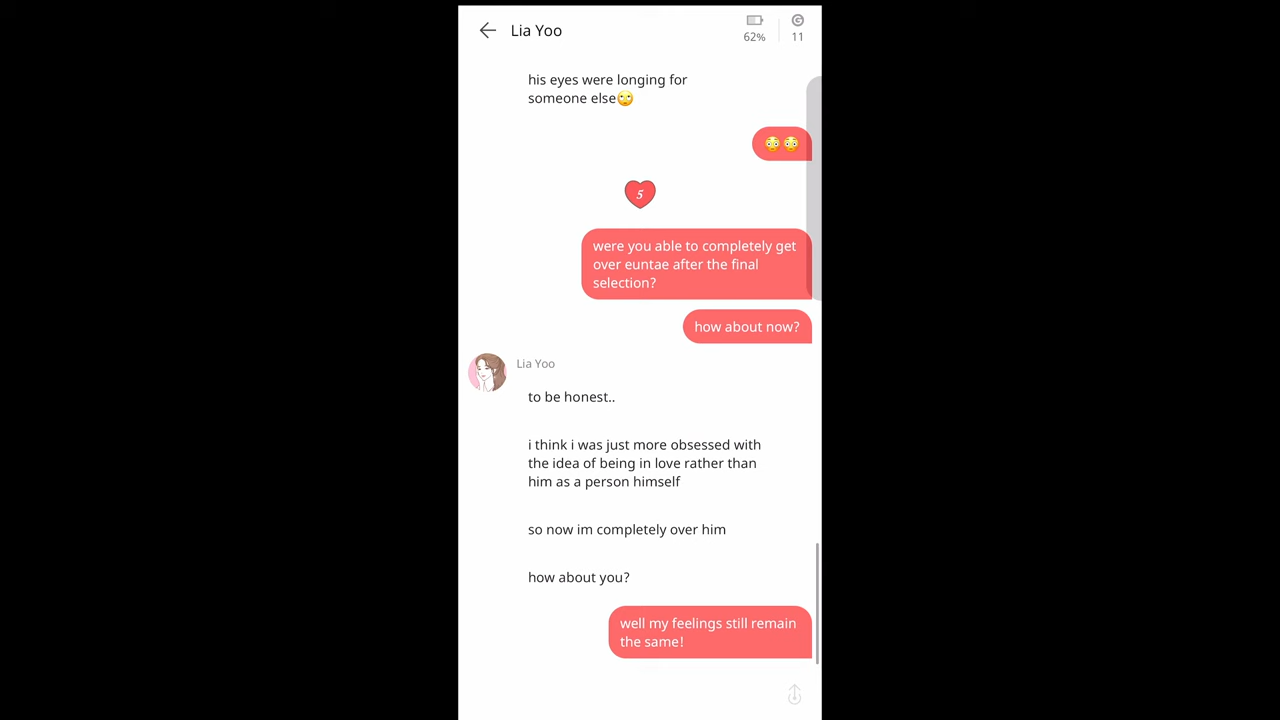 Lia Yoo
62%
11
his eyes were longing for
someone else🙄
😳😳
5
were you able to completely get
over euntae after the final
selection?
how about now?
Lia Yoo
to be honest..
i think i was just more obsessed with
the idea of being in love rather than
him as a person himself
so now im completely over him
how about you?
well my feelings still remain
the same!